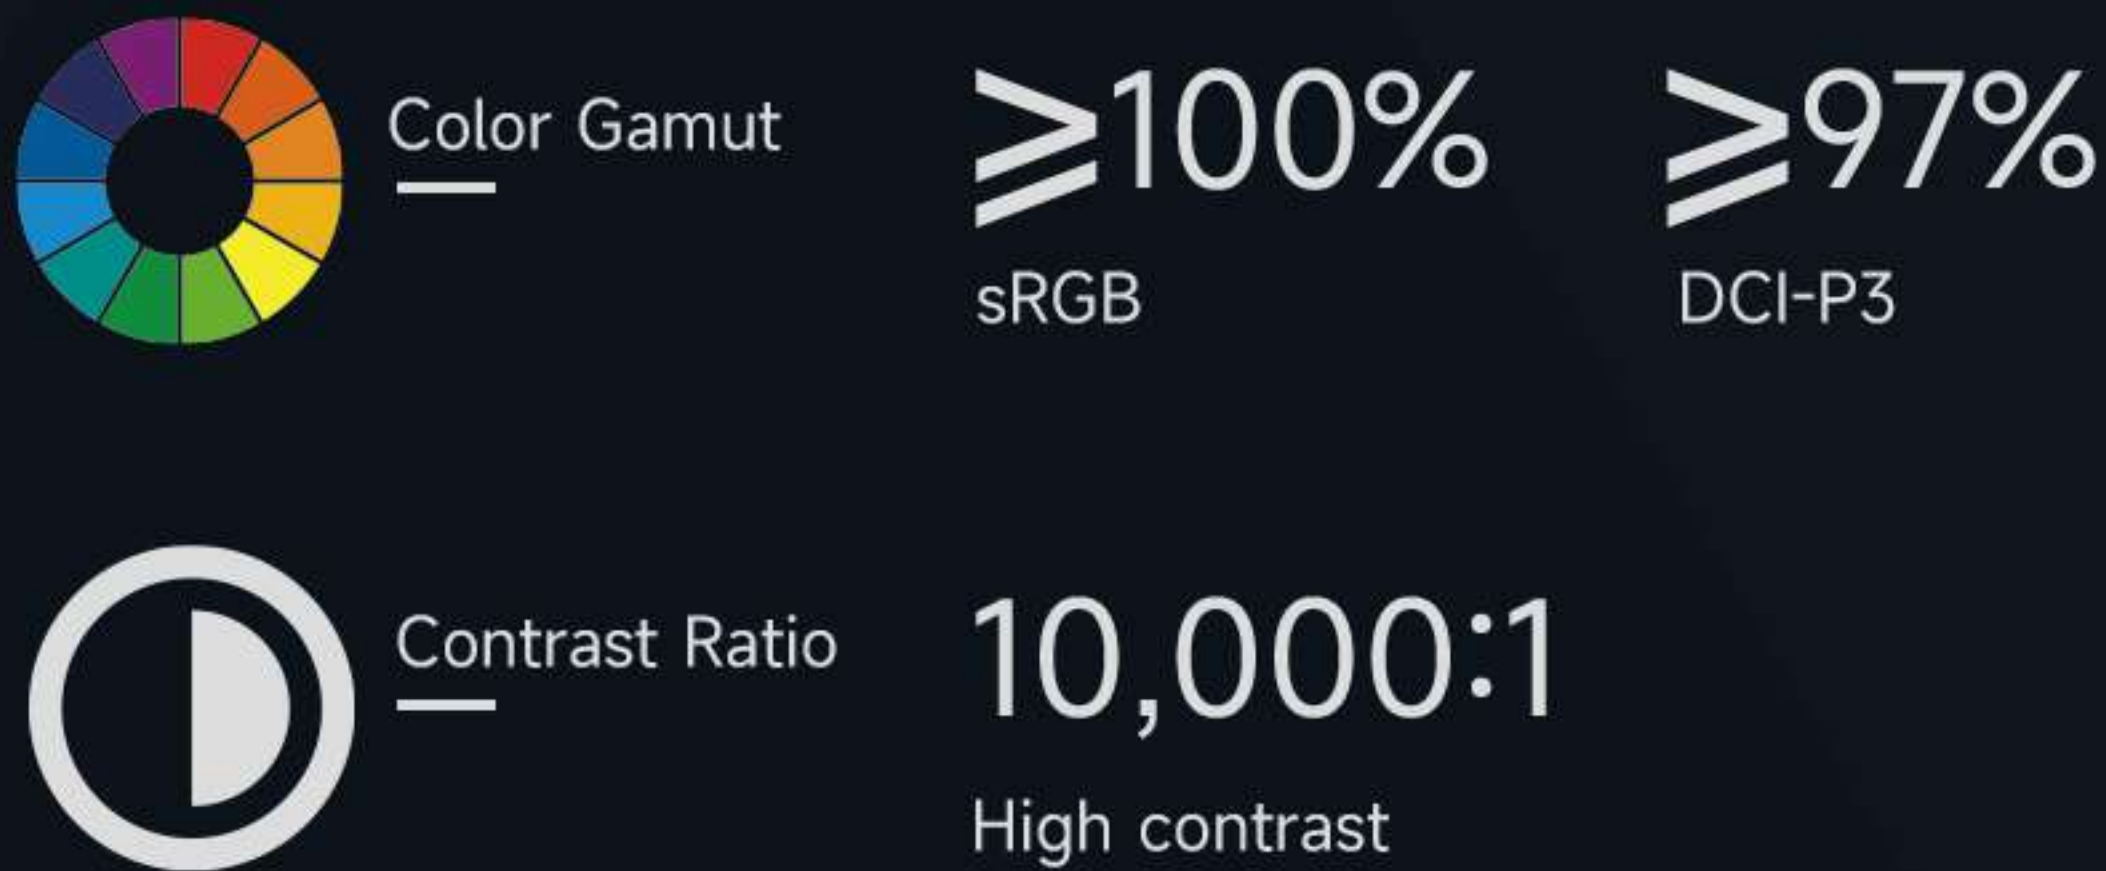 Color Gamut
⩾100%
⩾97%
sRGB
DCI-P3
Contrast Ratio
10,000:1
High contrast